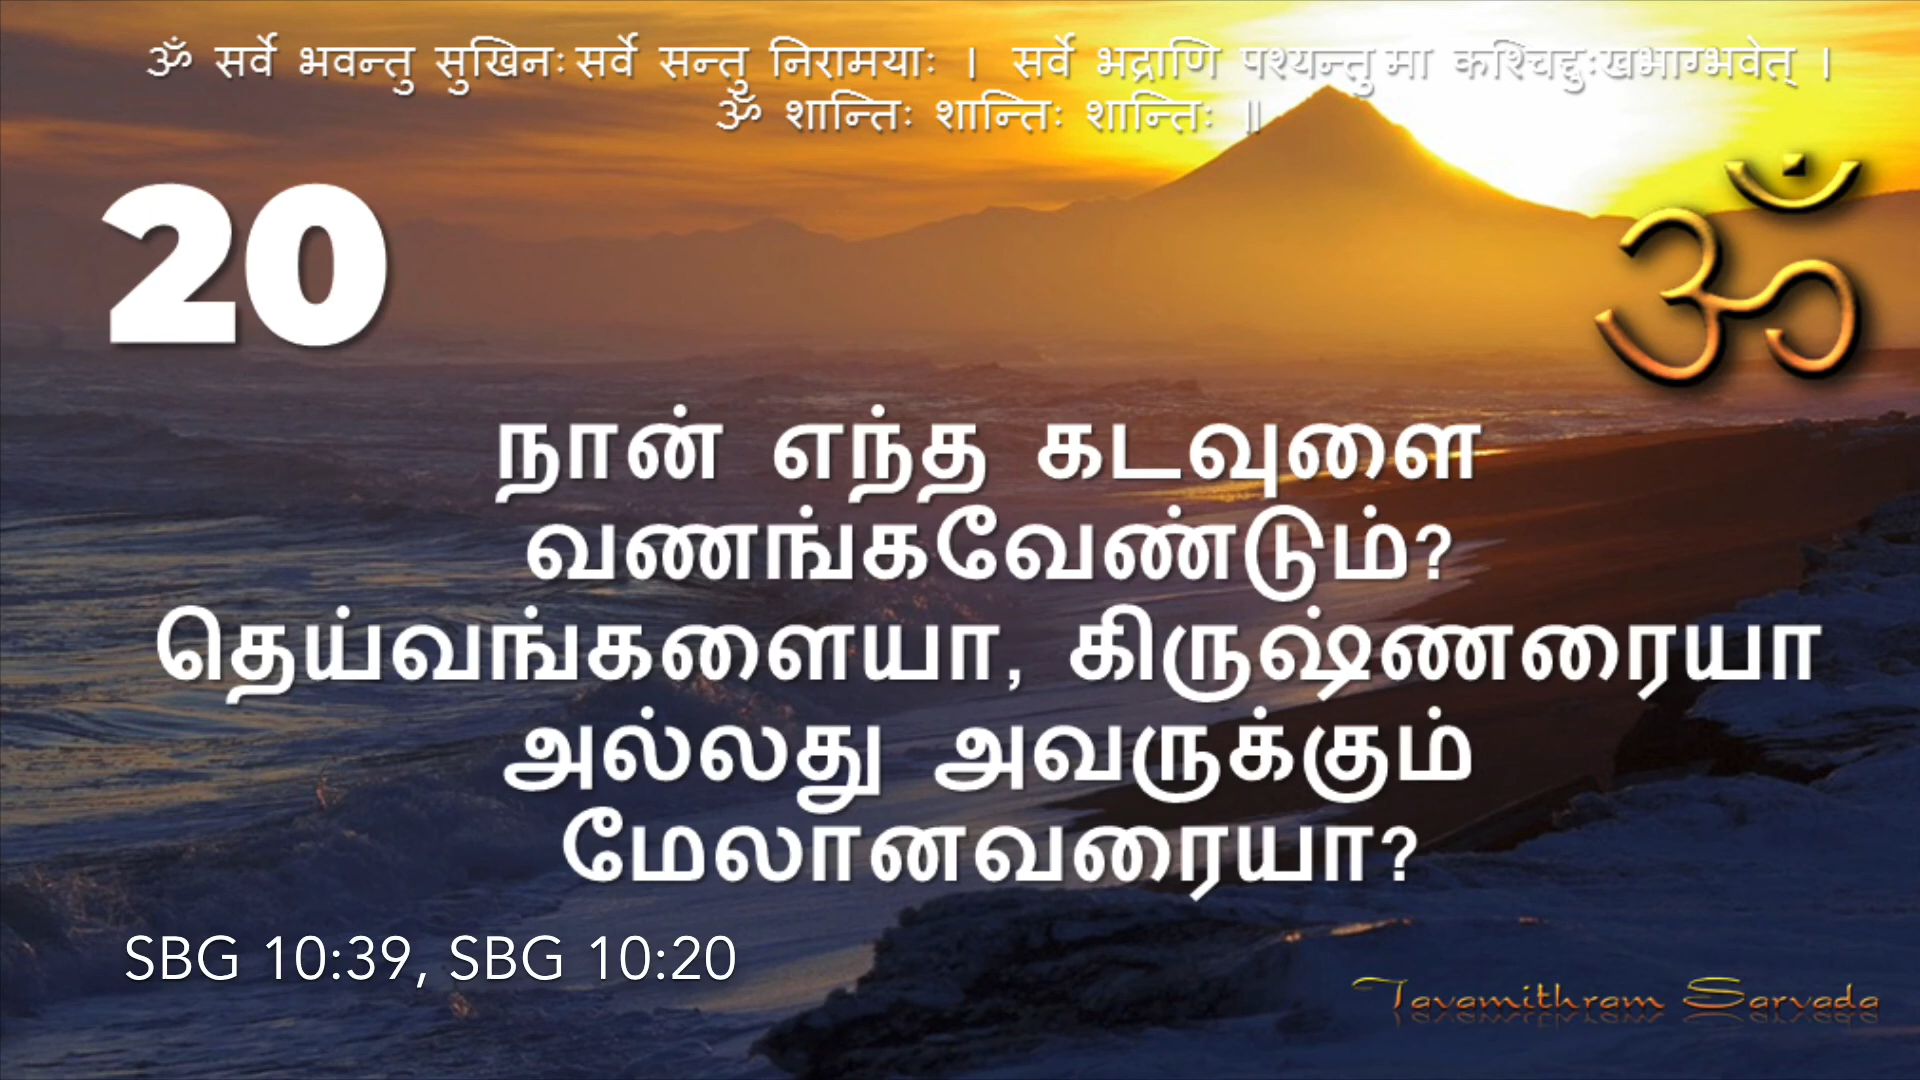 ॐ सर्वे भवन्तु सुखिनः सर्वे सन्तु निरामयाः । सर्वे भद्राणि पश्यन्तु मा कश्चिद्दुःखभाग्भवेत् ।
ॐ शान्तिः शान्तिः शान्तिः ॥
20
ॐ
நான் எந்த கடவுளை
வணங்கவேண்டும்?
தெய்வங்களையா, கிருஷ்ணரையா
அல்லது அவருக்கும்
மேலானவரையா?
SBG 10:39, SBG 10:20
Tavamithram Sarvada